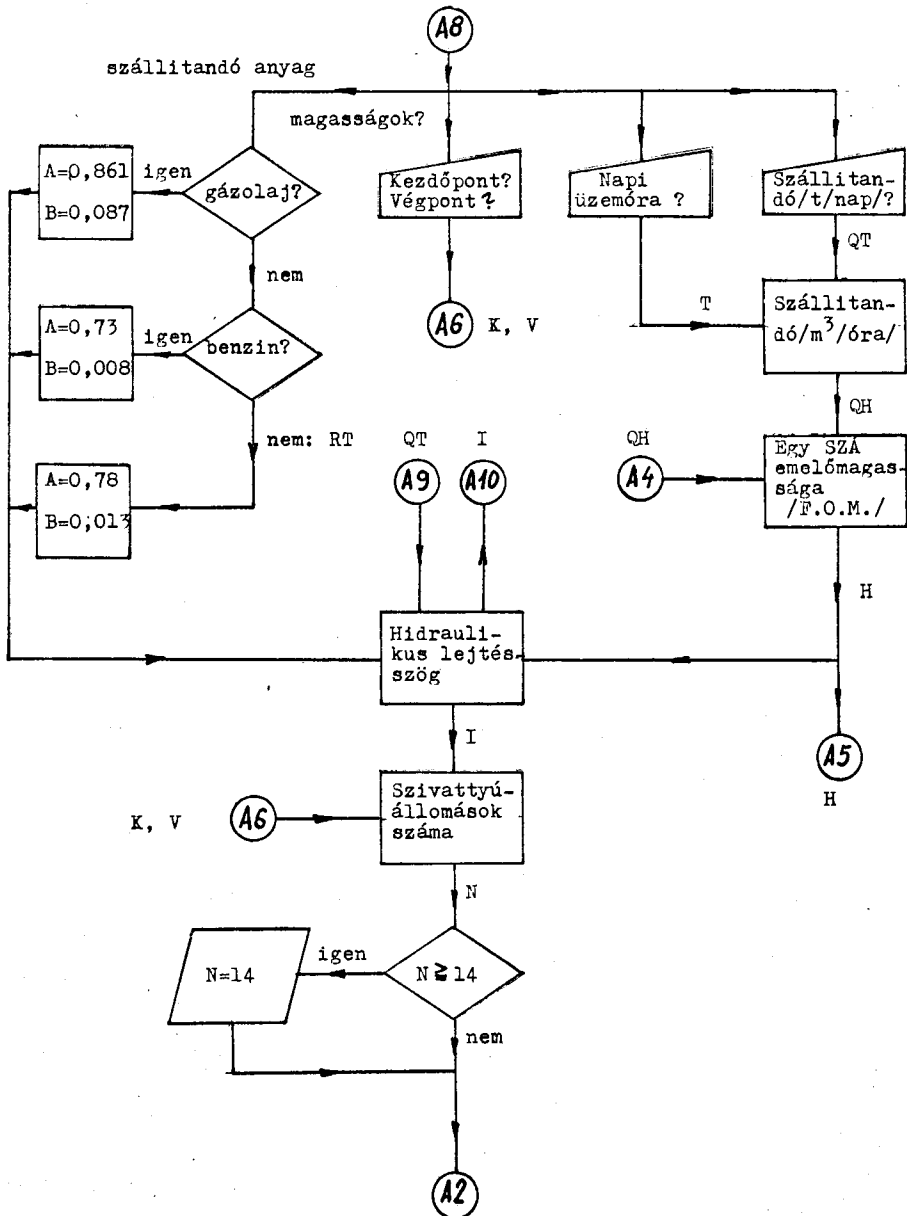 A8
szállitandó anyag
magasságok?
A=0,861
B=0,087
igen
gázolaj?
Kezdőpont?
Végpont?
Napi
üzemóra ?
Szállitan-
dó/t/nap/?
QT
nem
A=0,73
B=0,008
igen
benzin?
A6
K, V
T
Szállitan-
dó/m³/óra/
QH
nem: RT
QT
I
QH
A9
A10
A4
Egy SZÁ
emelőmagas-
sága
/F.O.M./
A=0,78
B=0;013
H
Hidrauli-
kus lejtés-
szög
I
A5
H
K, V
A6
Szivattyú-
állomások
száma
N
N=14
igen
N ≧ 14
nem
A2